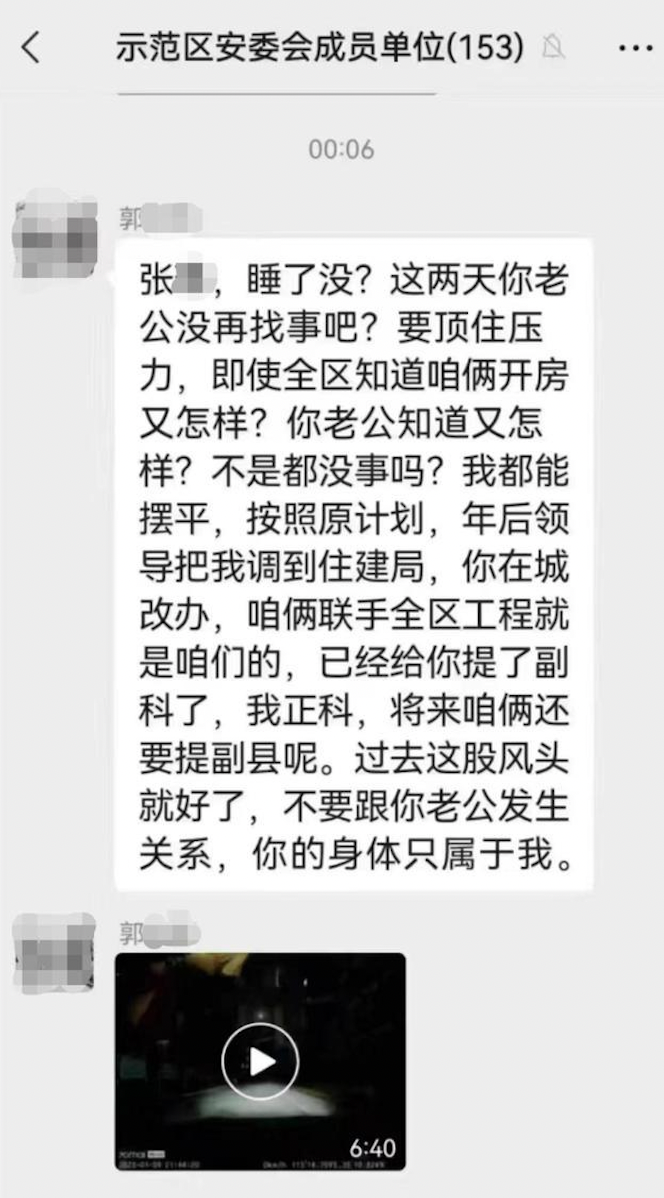 示范区安委会成员单位(153)
00:06
郭
张 ，睡了没？这两天你老
公没再找事吧？要顶住压
力，即使全区知道咱俩开房
又怎样？你老公知道又怎
样？不是都没事吗？我都能
摆平，按照原计划，年后领
导把我调到住建局，你在城
改办，咱俩联手全区工程就
是咱们的，已经给你提了副
科了，我正科，将来咱俩还
要提副县呢。过去这股风头
就好了，不要跟你老公发生
关系，你的身体只属于我。
郭
6:40